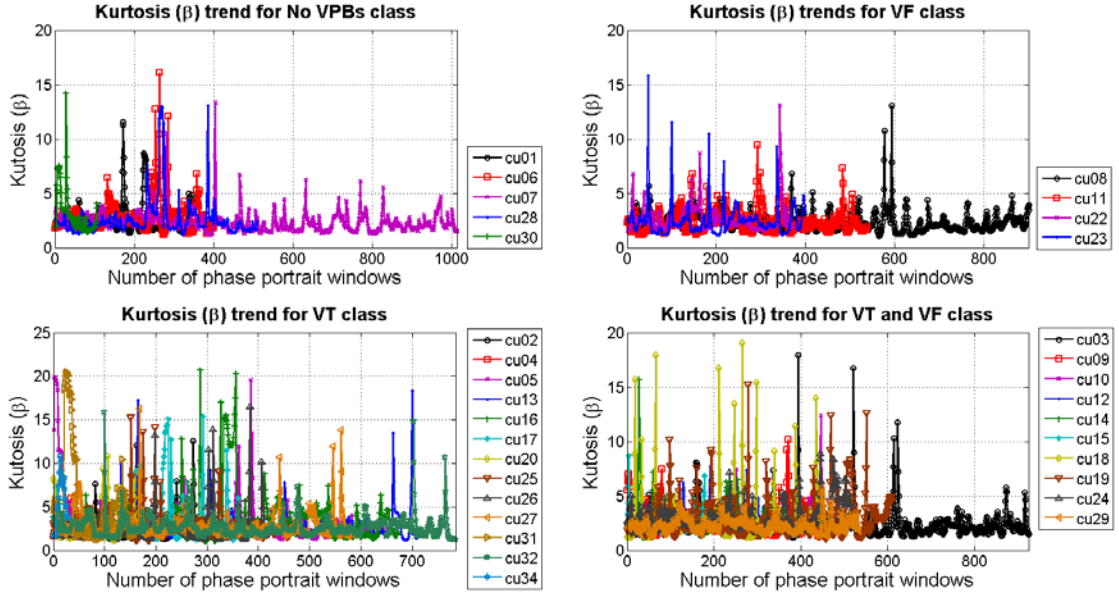 Kurtosis (β) trend for No VPBs class
20
15
10
5
0
Kutosis (β)
0 200 400 600 800 1000
Number of phase portrait windows
cu01
cu06
cu07
cu28
cu30
Kurtosis (β) trends for VF class
20
15
10
5
0
Kutosis (β)
0 200 400 600 800
Number of phase portrait windows
cu08
cu11
cu22
cu23
Kurtosis (β) trend for VT class
25
20
15
10
5
0
Kutosis (β)
0 100 200 300 400 500 600 700
Number of phase portrait windows
cu02
cu04
cu05
cu13
cu16
cu17
cu20
cu25
cu26
cu27
cu31
cu32
cu34
Kurtosis (β) trend for VT and VF class
20
15
10
5
0
Kutosis (β)
0 200 400 600 800
Number of phase portrait windows
cu03
cu09
cu10
cu12
cu14
cu15
cu18
cu19
cu24
cu29